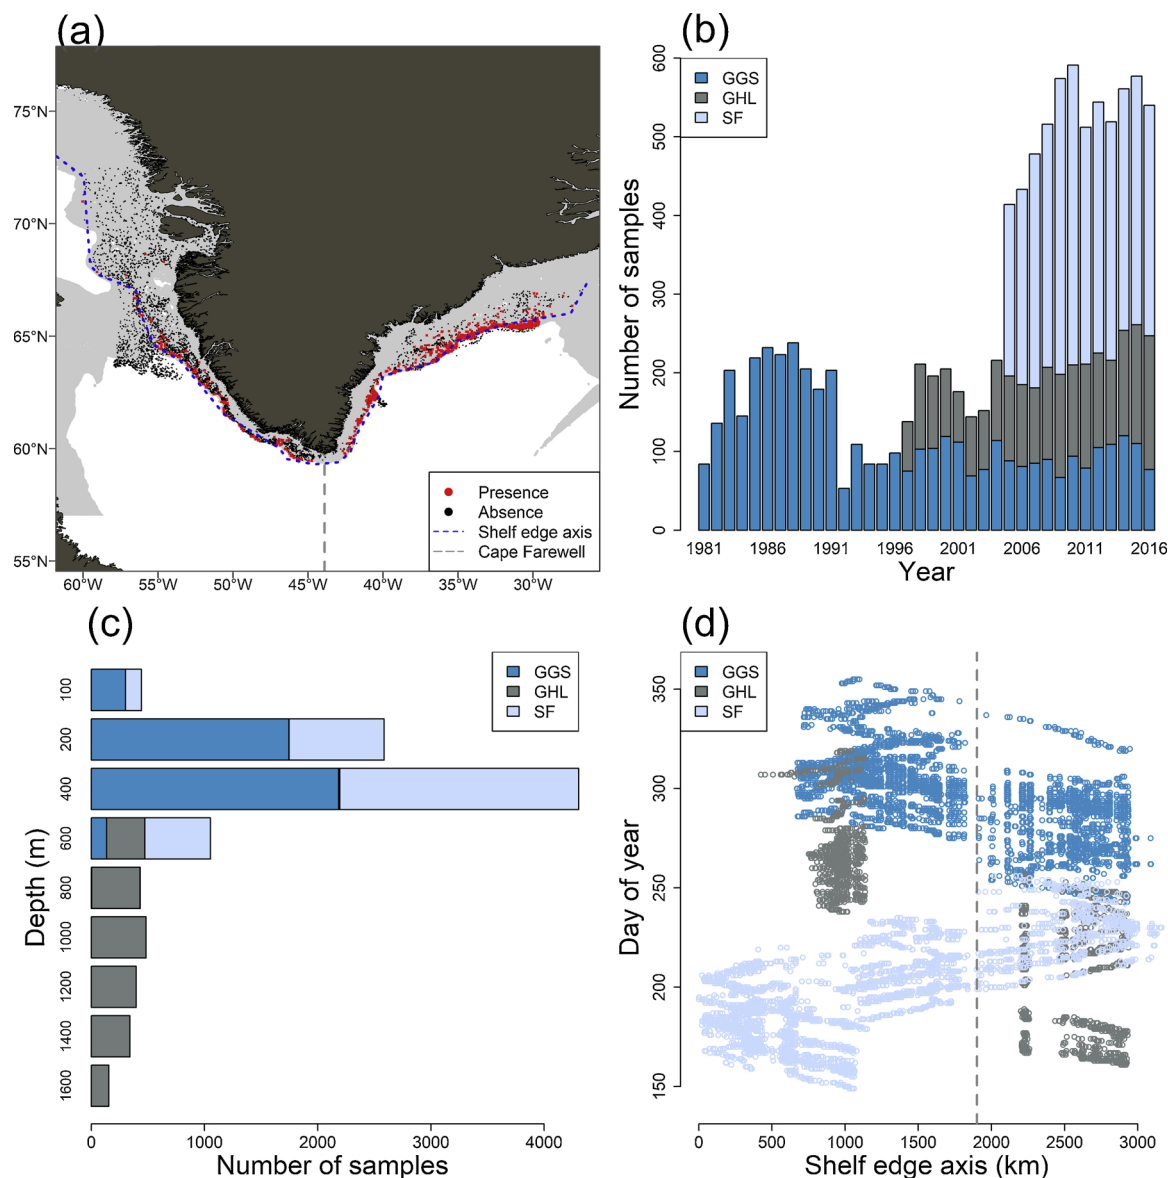 (a)
75°N
70°N
65°N
60°N
55°N
60°W 55°W 50°W 45°W 40°W 35°W 30°W
Presence
Absence
Shelf edge axis
Cape Farewell
(b)
GGS
GHL
SF
Number of samples
0 100 200 300 400 500 600
1981 1986 1991 1996 2001 2006 2011 2016
Year
(c)
GGS
GHL
SF
Depth (m)
100 200 400 600 800 1000 1200 1400 1600
0 1000 2000 3000 4000
Number of samples
(d)
GGS
GHL
SF
Day of year
150 200 250 300 350
0 500 1000 1500 2000 2500 3000
Shelf edge axis (km)